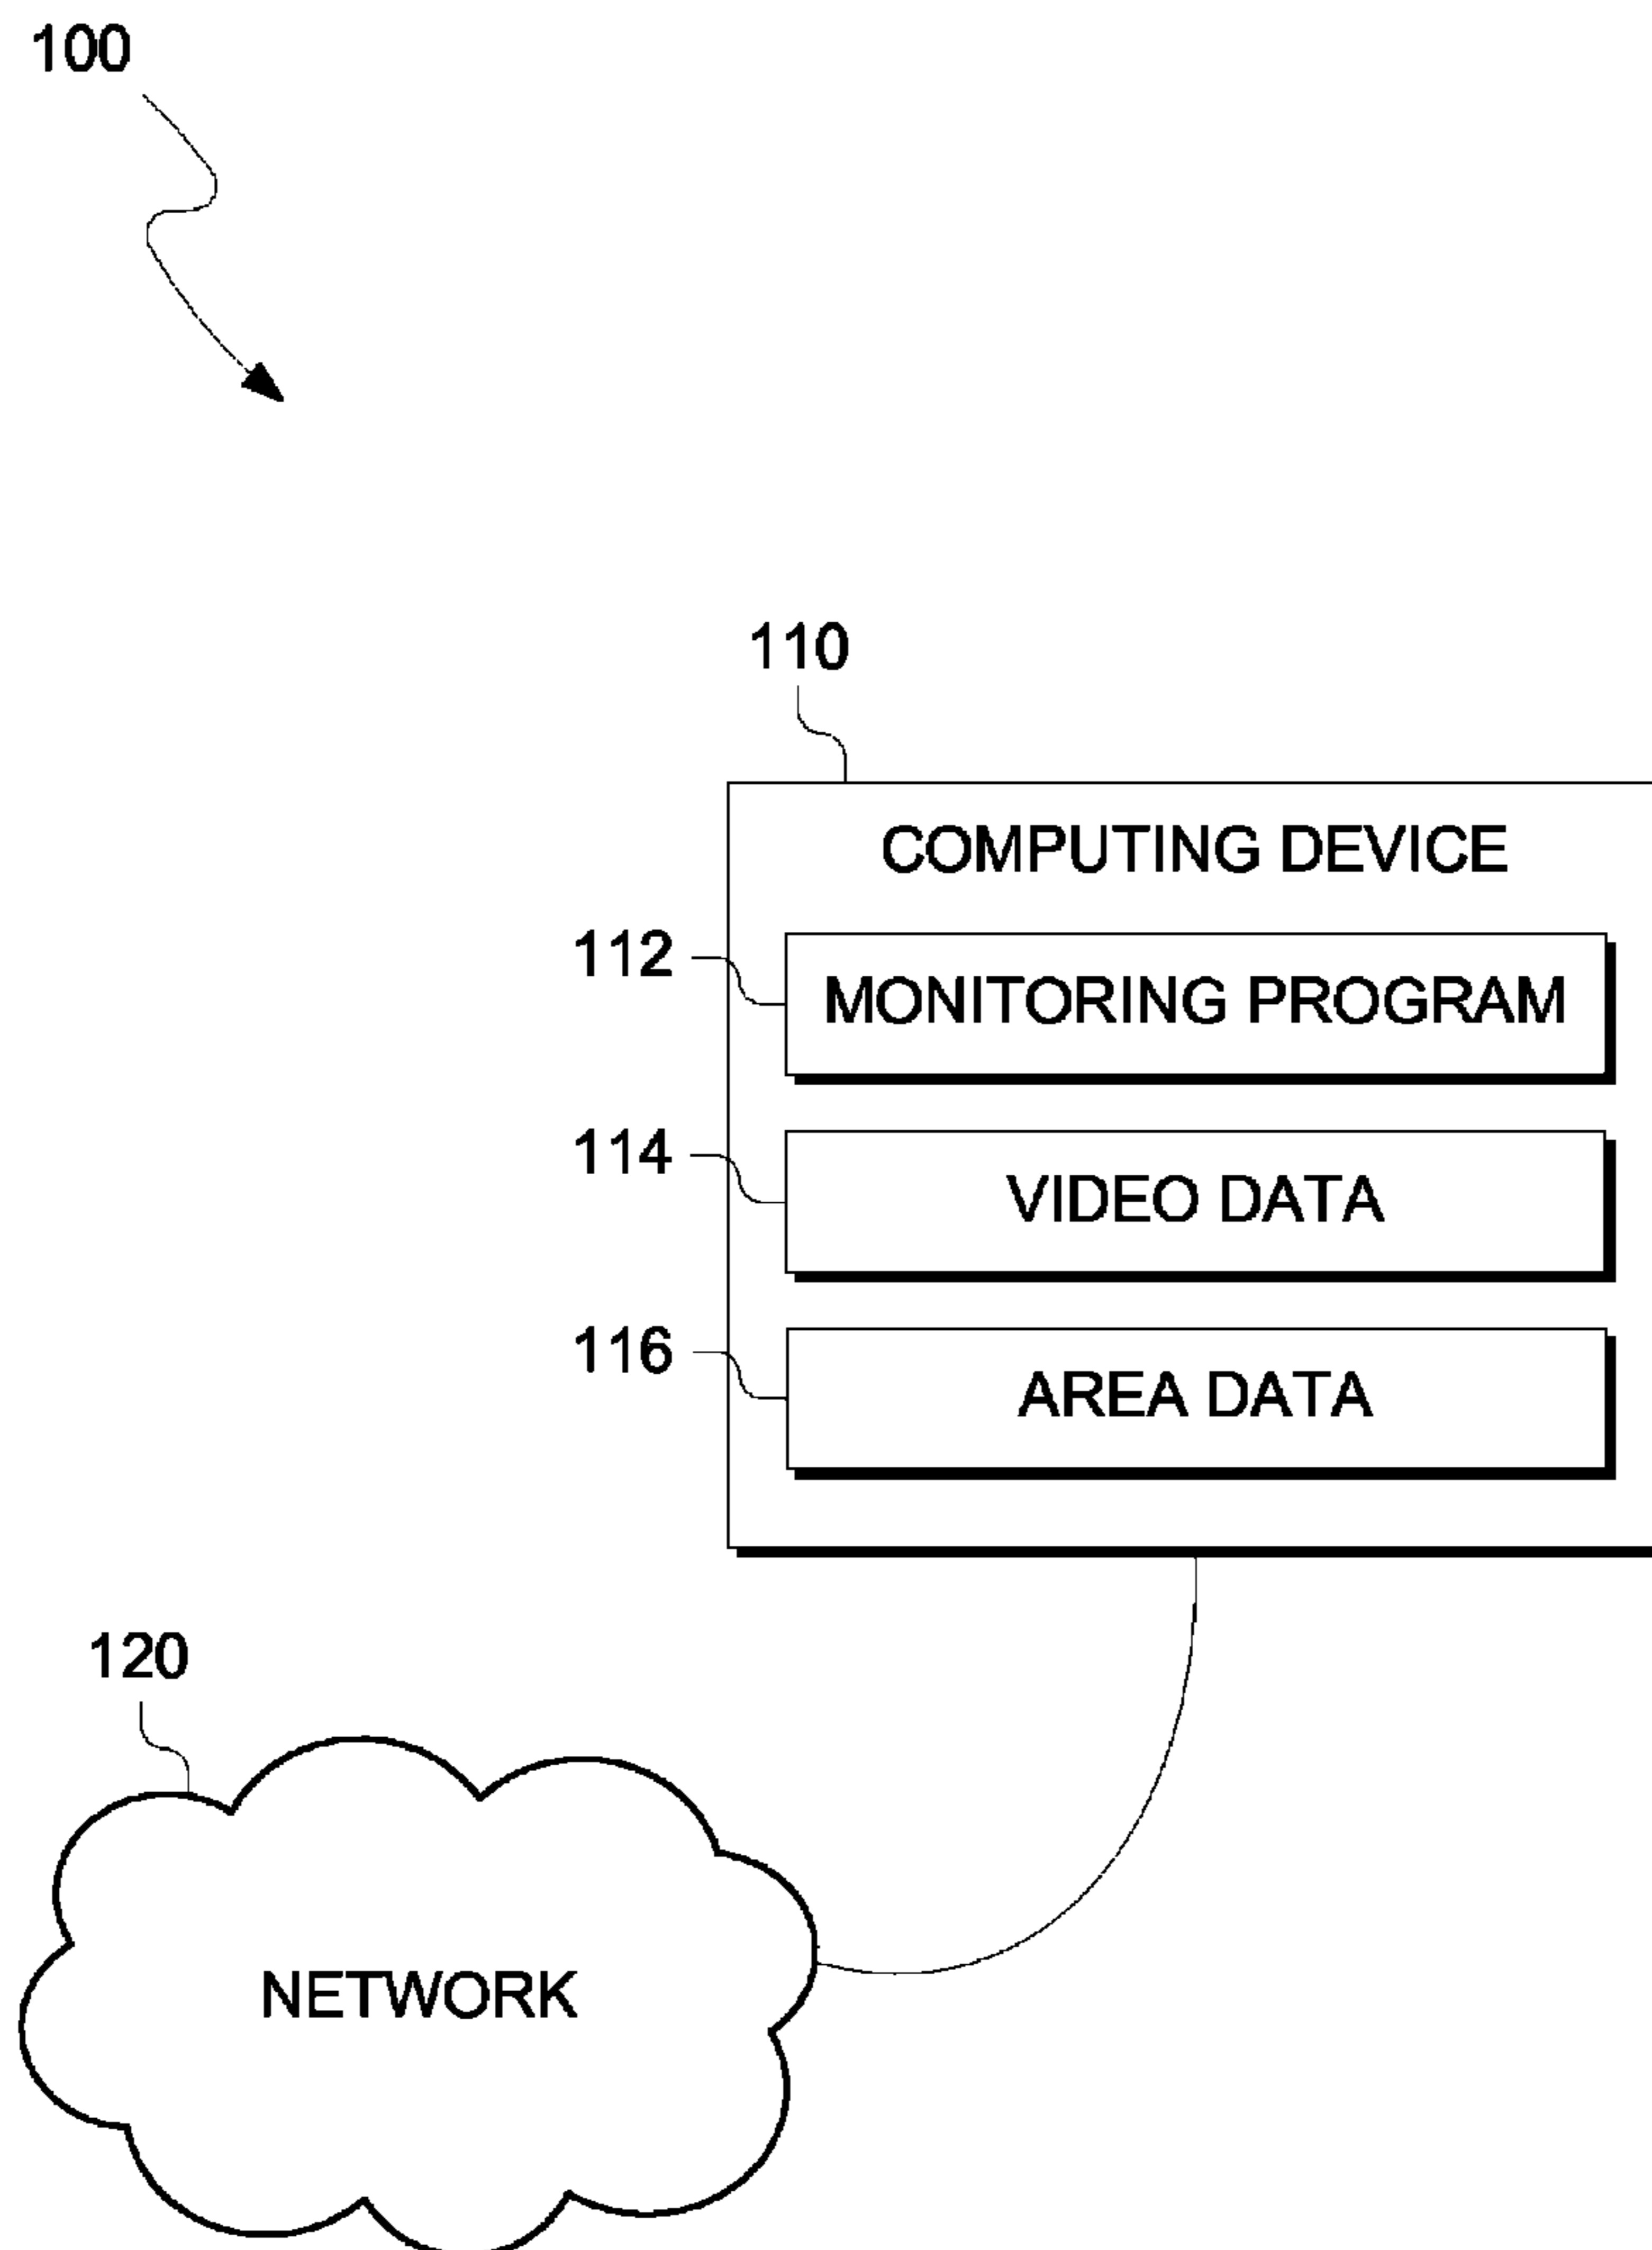 100
110
COMPUTING DEVICE
112
MONITORING PROGRAM
114
VIDEO DATA
116
AREA DATA
120
NETWORK